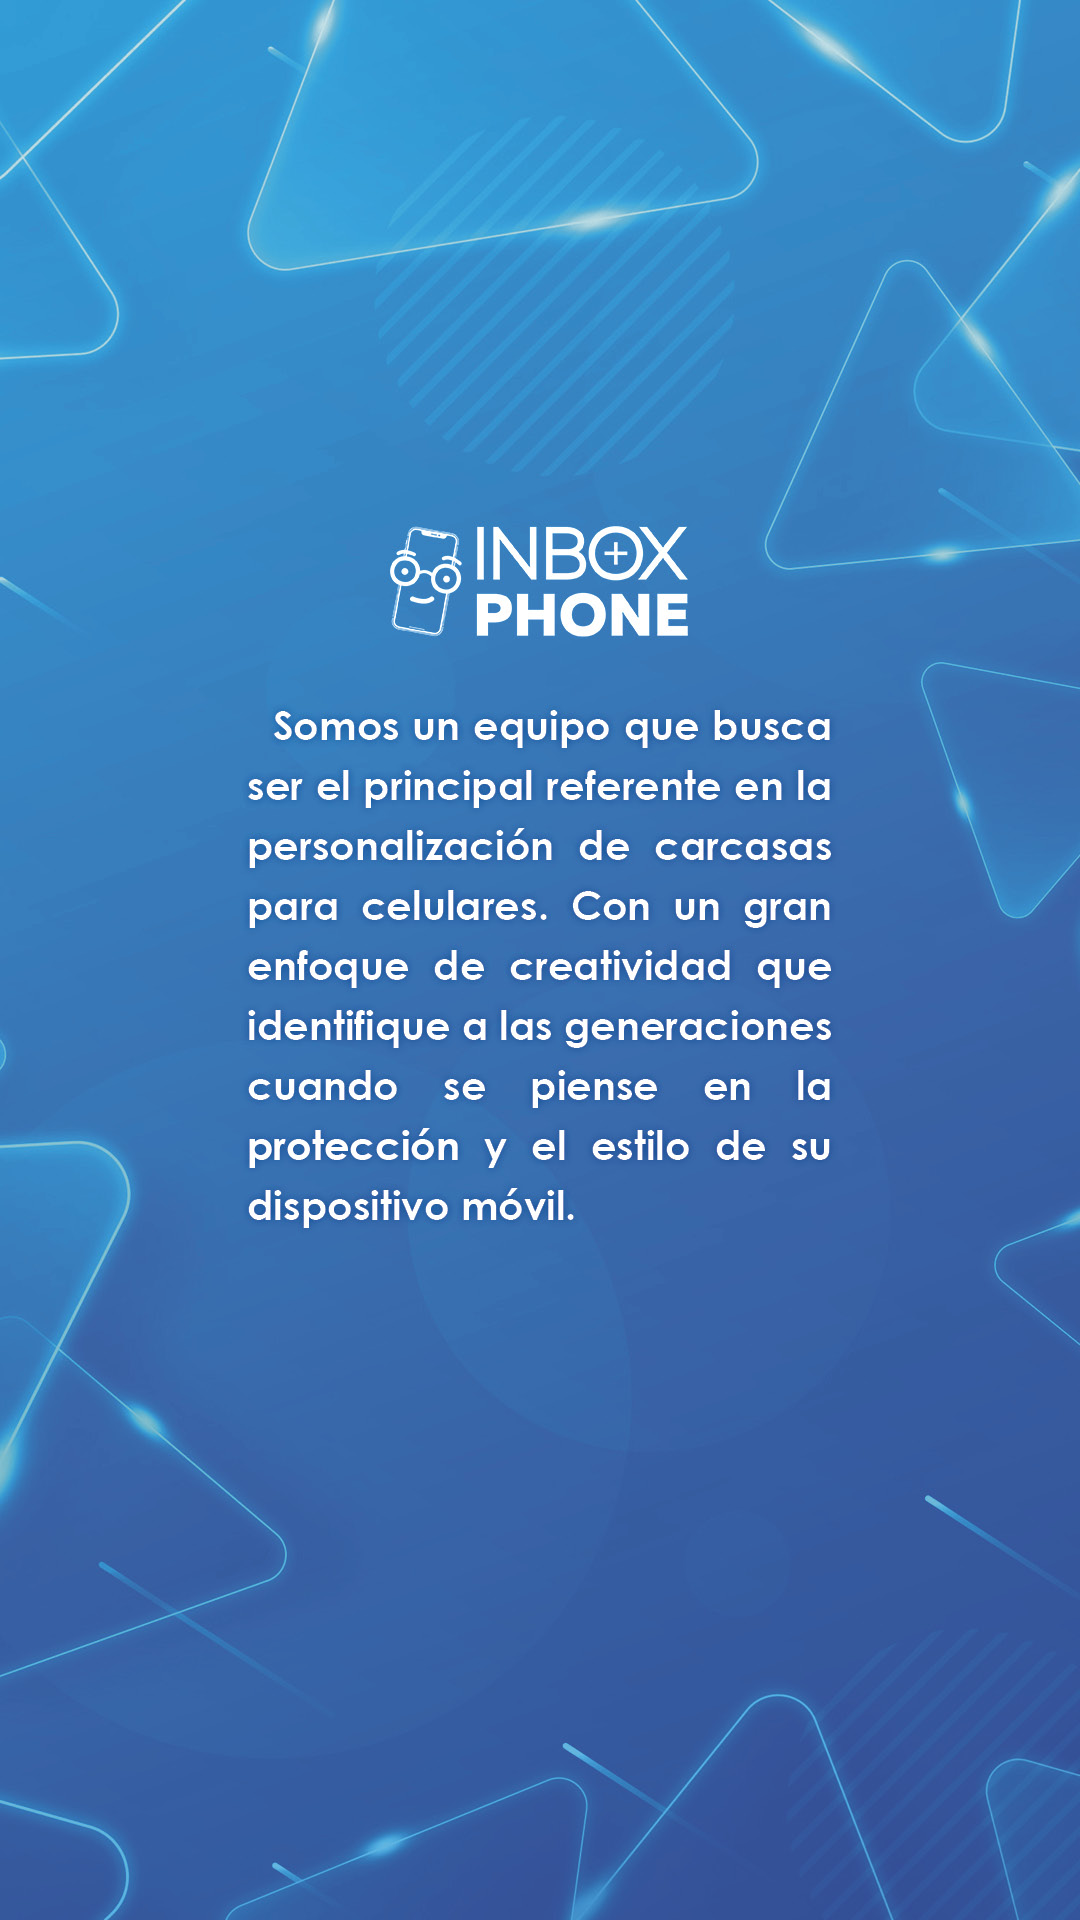 INBOX
PHONE
Somos un equipo que busca
ser el principal referente en la
personalización de carcasas
para celulares. Con un gran
enfoque de creatividad que
identifique a las generaciones
cuando se piense en la
protección y el estilo de su
dispositivo móvil.